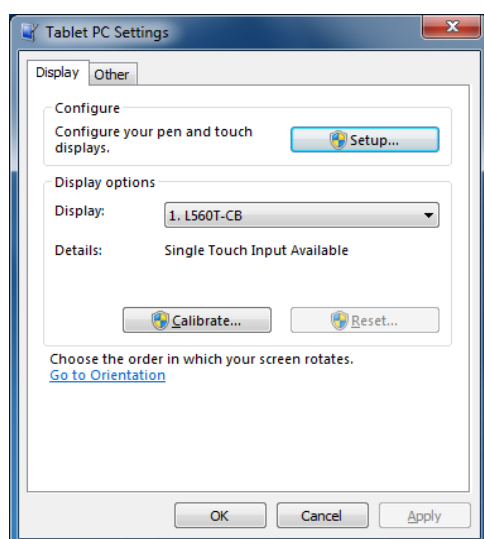 Tablet PC Settings
Display Other
Configure
Configure your pen and touch
displays.
Setup...
Display options
Display: 1. L560T-CB
Details: Single Touch Input Available
Calibrate... Reset...
Choose the order in which your screen rotates.
Go to Orientation
OK Cancel Apply